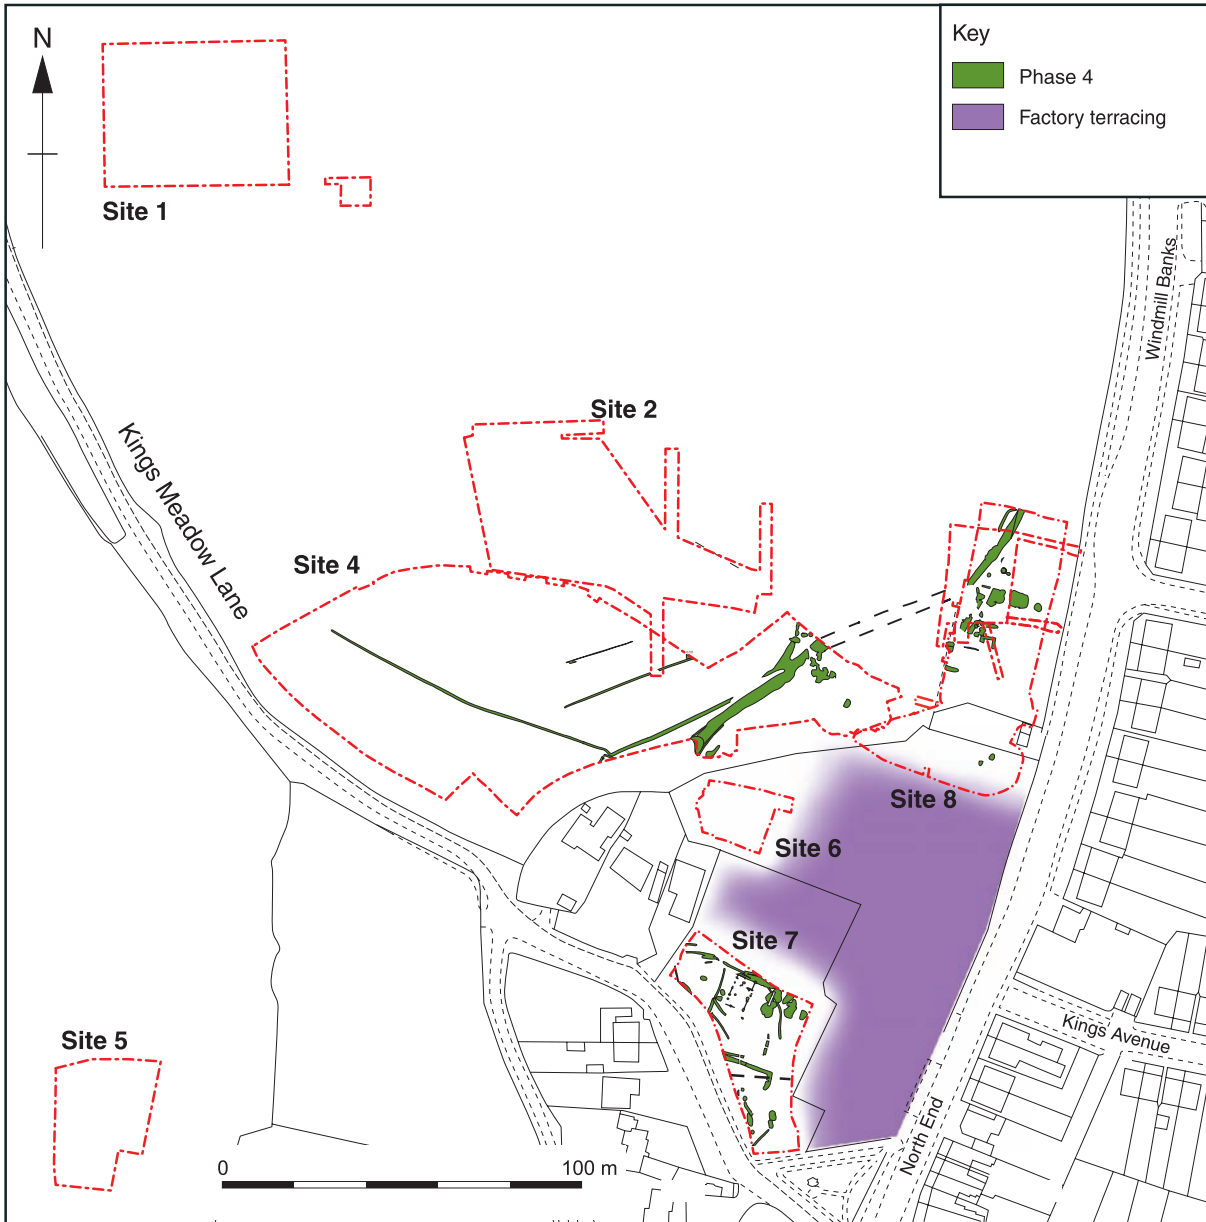 N
Key
Phase 4
Factory terracing
Site 1
Windmill Banks
Site 2
Kings Meadow Lane
Site 4
Site 8
Site 6
Site 7
Site 5
Kings Avenue
North End
0 100 m